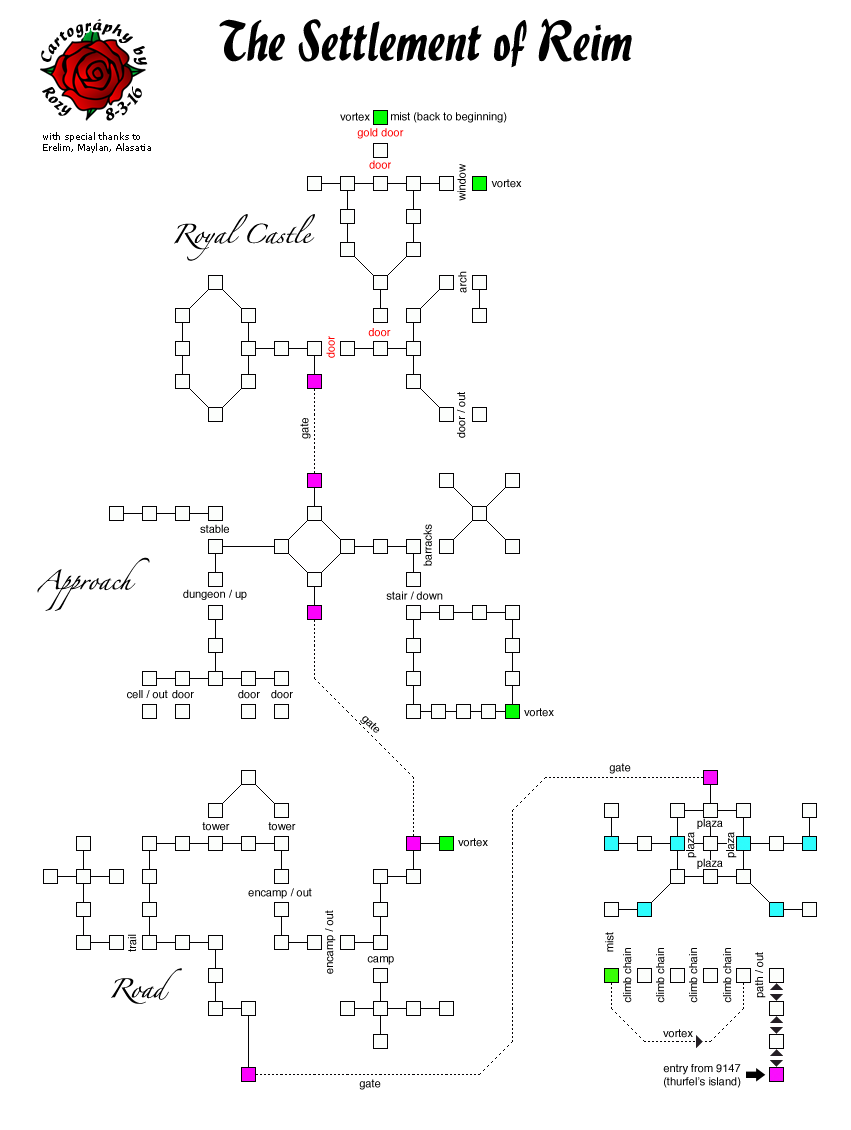 Cartography by
Rozy 8-3-16
The Settlement of Reim
with special thanks to
Erelim, Maylan, Alasatia
vortex mist (back to beginning)
gold door
door
window
vortex
Royal Castle
arch
door
door
door / out
gate
stable
barracks
Approach
dungeon / up
stair / down
cell / out door door door
vortex
gate
gate
plaza
plaza
plaza
plaza
tower tower
vortex
encamp / out
trail
encamp / out
camp
Road
mist
climb chain
climb chain
climb chain
climb chain
path / out
vortex
entry from 9147
(thurfel's island)
gate